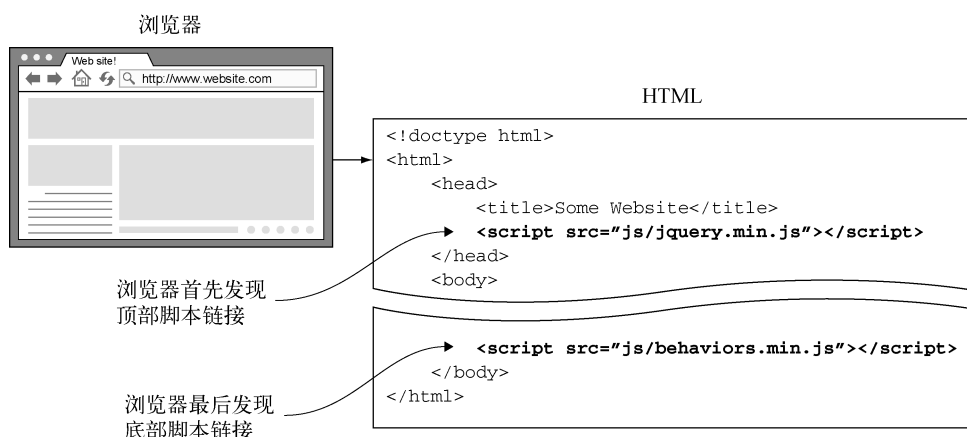 浏览器
Web site!
http://www.website.com
HTML
<!doctype html>
<html>
<head>
<title>Some Website</title>
<script src=”js/jquery.min.js”></script>
</head>
<body>
浏览器首先发现
顶部脚本链接
<script src=”js/behaviors.min.js”></script>
</body>
</html>
浏览器最后发现
底部脚本链接